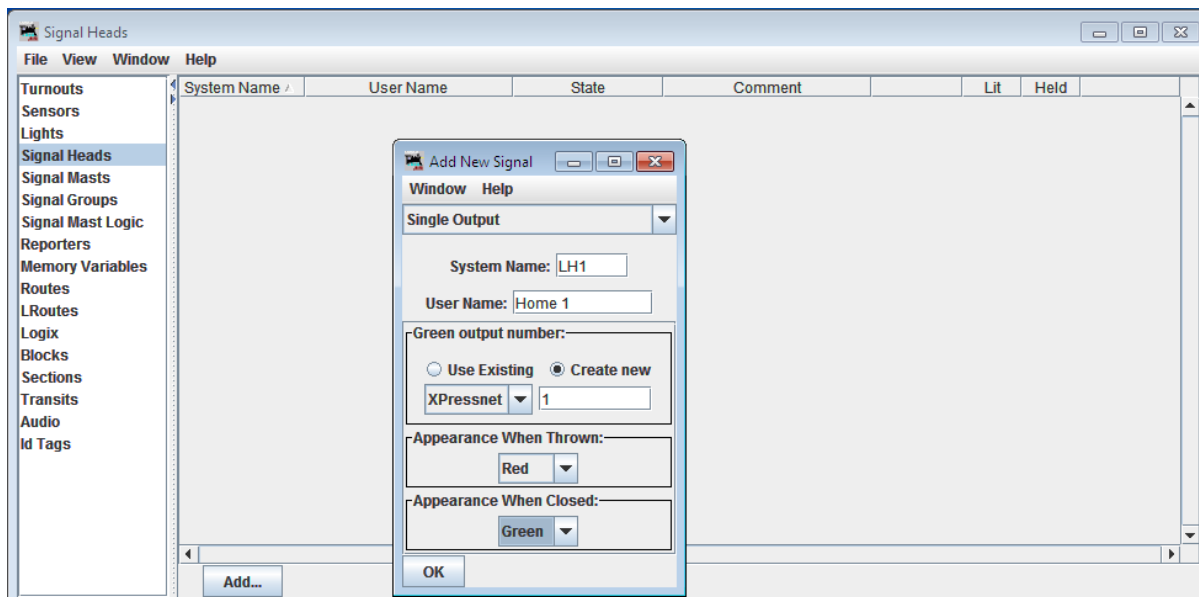 Signal Heads
File View Window Help
Turnouts
Sensors
Lights
Signal Heads
Signal Masts
Signal Groups
Signal Mast Logic
Reporters
Memory Variables
Routes
LRoutes
Logix
Blocks
Sections
Transits
Audio
Id Tags
System Name User Name State Comment Lit Held
Add New Signal
Window Help
Single Output
System Name: LH1
User Name: Home 1
Green output number:
Use Existing Create new
XPressnet 1
Appearance When Thrown:
Red
Appearance When Closed:
Green
OK
Add...